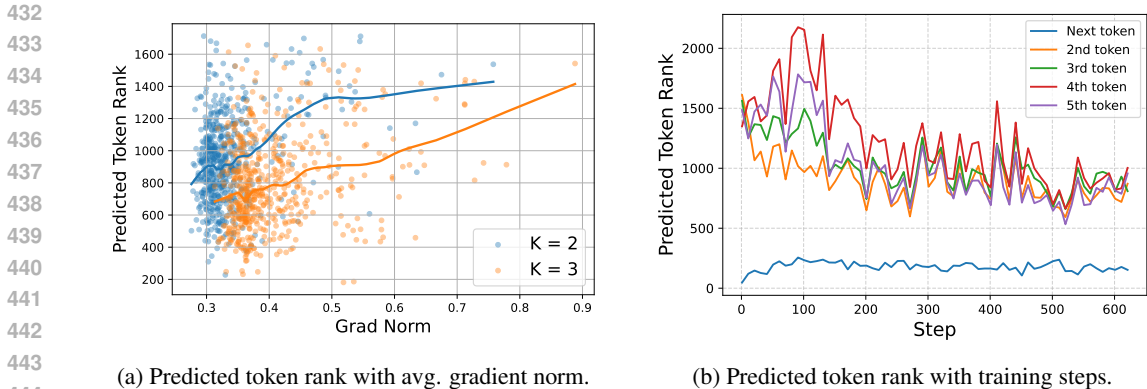 432
433
434
435
436
437
438
439
440
441
442
443
Predicted Token Rank
1600
1400
1200
1000
800
600
400
200
0.3 0.4 0.5 0.6 0.7 0.8 0.9
Grad Norm
K = 2
K = 3
(a) Predicted token rank with avg. gradient norm.
Predicted Token Rank
2000
1500
1000
500
0
0 100 200 300 400 500 600
Step
Next token
2nd token
3rd token
4th token
5th token
(b) Predicted token rank with training steps.